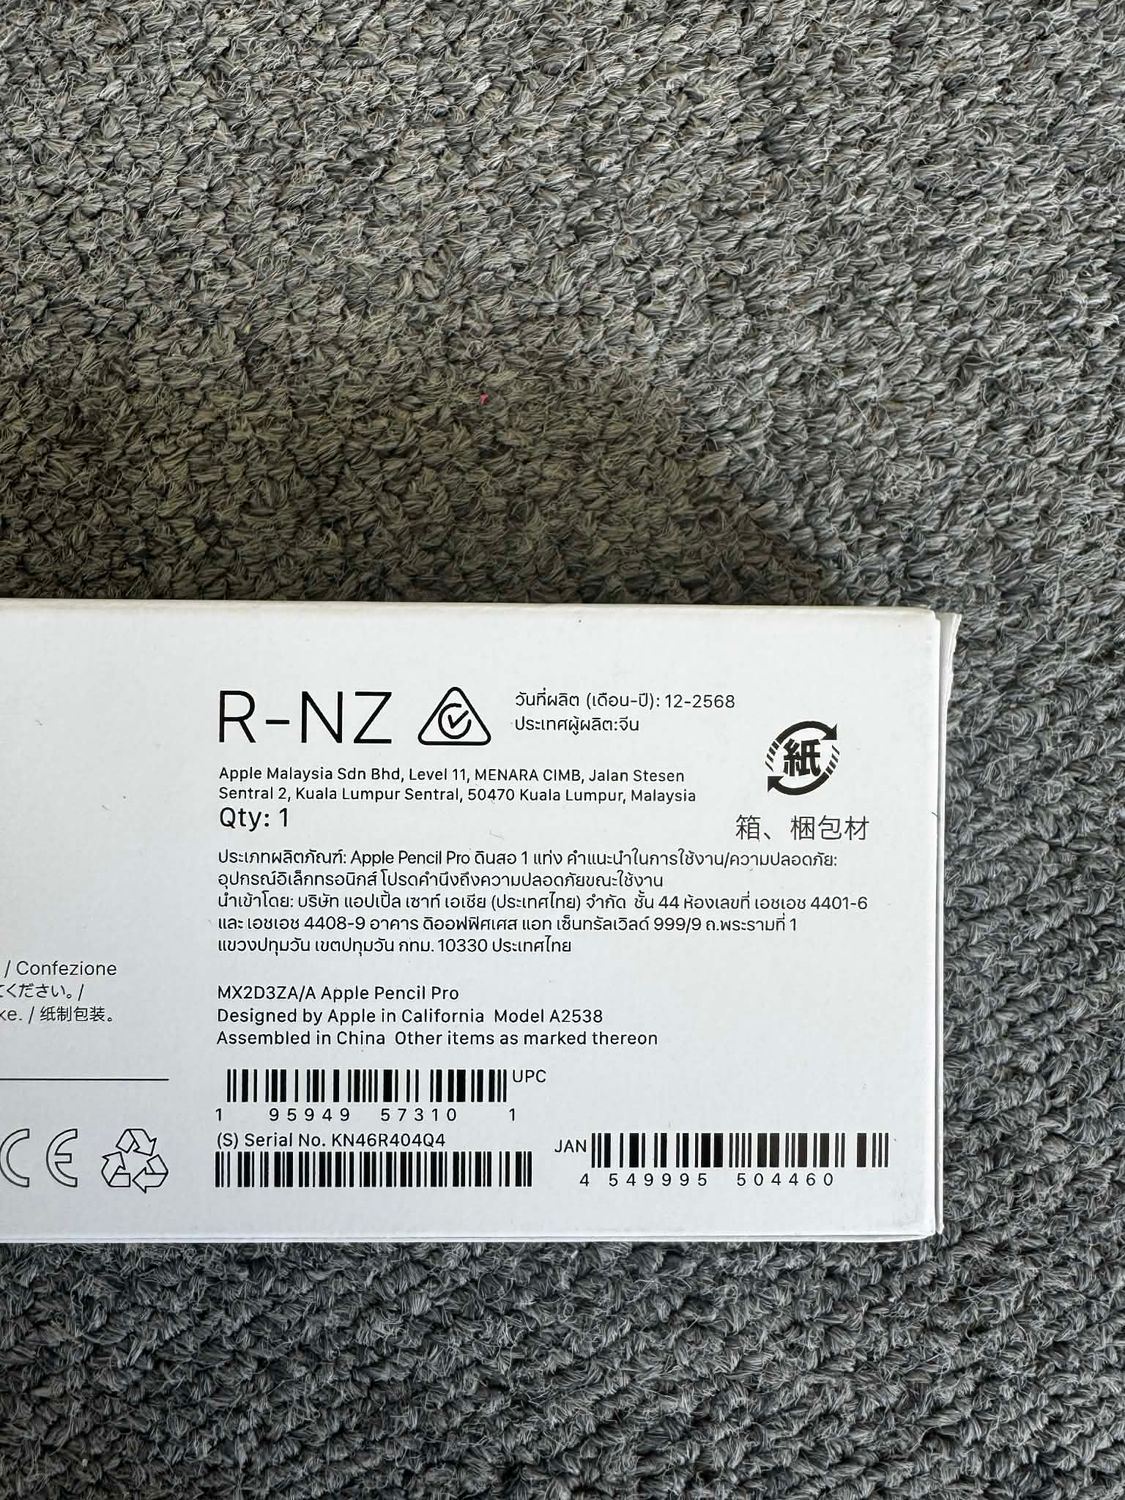 R-NZ
วันที่ผลิต (เดือน-ปี): 12-2568
ประเทศผู้ผลิต:จีน
紙
箱、梱包材
Apple Malaysia Sdn Bhd, Level 11, MENARA CIMB, Jalan Stesen
Sentral 2, Kuala Lumpur Sentral, 50470 Kuala Lumpur, Malaysia
Qty: 1
ประเภทผลิตภัณฑ์: Apple Pencil Pro ดินสอ 1 แท่ง คำแนะนำในการใช้งาน/ความปลอดภัย:
อุปกรณ์อิเล็กทรอนิกส์ โปรดคำนึงถึงความปลอดภัยขณะใช้งาน
นำเข้าโดย: บริษัท แอปเปิ้ล เซาท์ เอเชีย (ประเทศไทย) จำกัด ชั้น 44 ห้องเลขที่ เอชเอช 4401-6
และ เอชเอช 4408-9 อาคาร ดิออฟฟิศเศส แอท เซ็นทรัลเวิลด์ 999/9 ถ.พระรามที่ 1
แขวงปทุมวัน เขตปทุมวัน กทม. 10330 ประเทศไทย
/ Confezione
てください。/
ke. / 纸制包装。
MX2D3ZA/A Apple Pencil Pro
Designed by Apple in California Model A2538
Assembled in China Other items as marked thereon
UPC
1 95949 57310 1
(S) Serial No. KN46R404Q4
JAN
4 549995 504460
CE